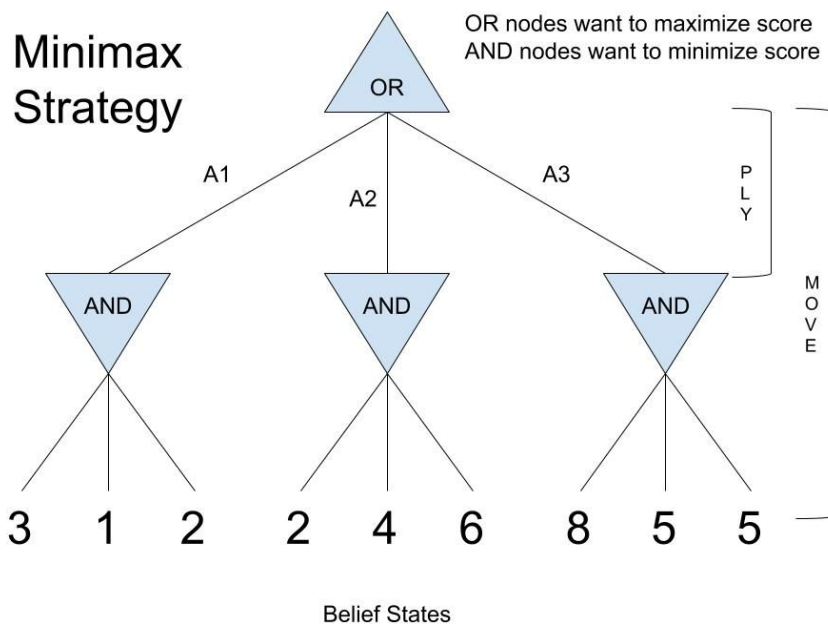 Minimax
Strategy
OR nodes want to maximize score
AND nodes want to minimize score
OR
A1
A2
A3
P
L
Y
M
O
V
E
AND
AND
AND
3 1 2 2 4 6 8 5 5
Belief States